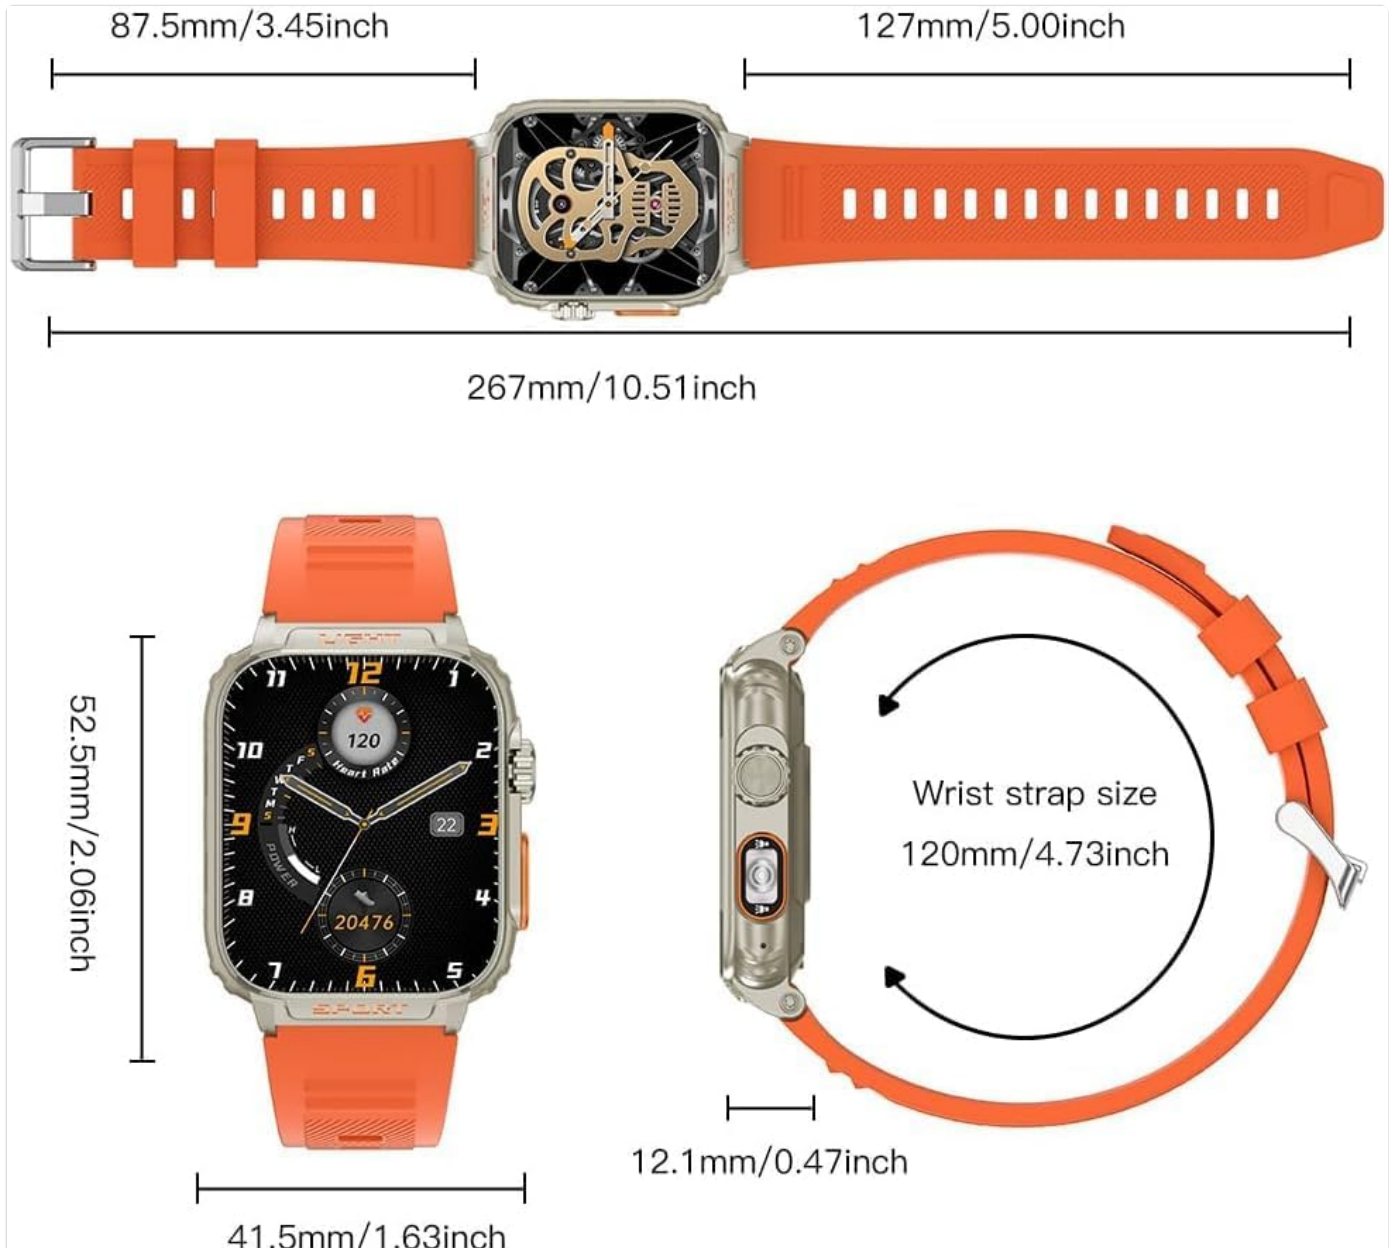 87.5mm/3.45inch
127mm/5.00inch
267mm/10.51inch
52.5mm/2.06inch
LIGHT
11
12
1
120
Heart Rate
10
2
S
F
T
W
T
M
S
9
22
3
H
L
POWER
8
4
20476
7
6
5
SPORT
Wrist strap size
120mm/4.73inch
12.1mm/0.47inch
41.5mm/1.63inch